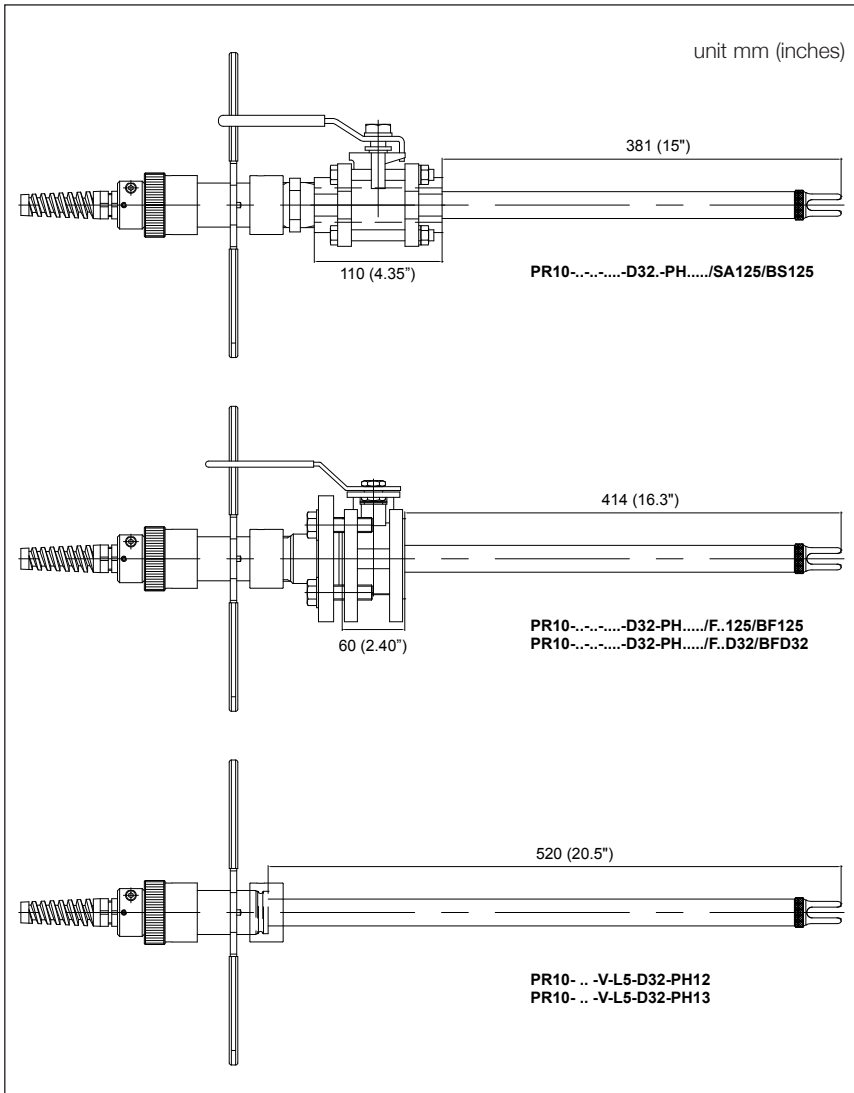 unit mm (inches)
381 (15")
110 (4.35”)
PR10-..-..-....-D32.-PH...../SA125/BS125
414 (16.3")
60 (2.40”)
PR10-..-..-....-D32-PH...../F..125/BF125
PR10-..-..-....-D32-PH...../F..D32/BFD32
520 (20.5")
PR10- .. -V-L5-D32-PH12
PR10- .. -V-L5-D32-PH13